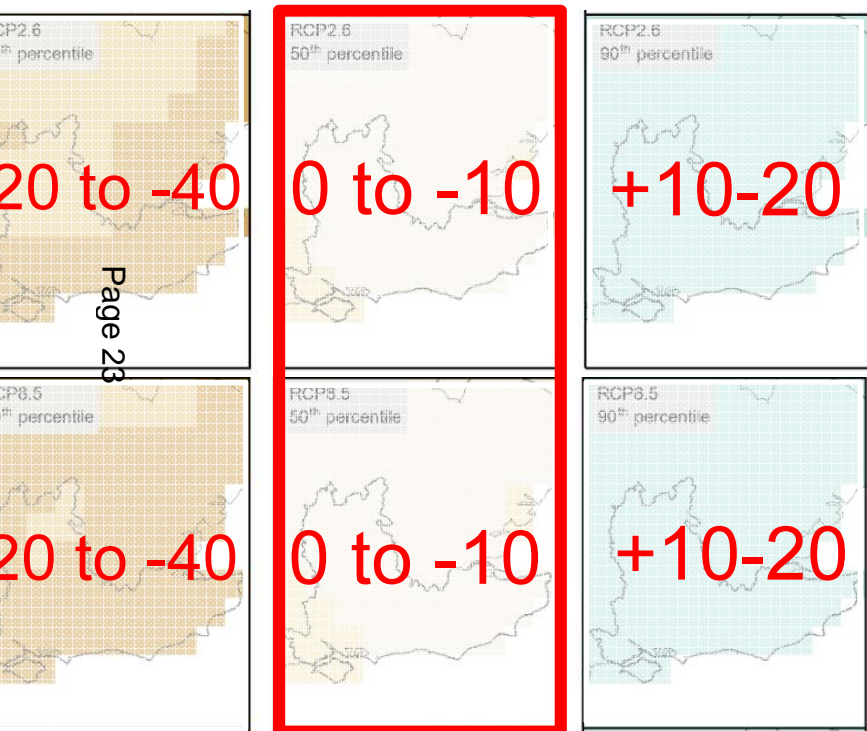 CP2.6
th percentile
20 to -40
RCP2.6
50th percentile
0 to -10
RCP2.6
90th percentile
+10-20
Page 23
CP8.5
th percentile
20 to -40
RCP8.5
50th percentile
0 to -10
RCP8.5
90th percentile
+10-20